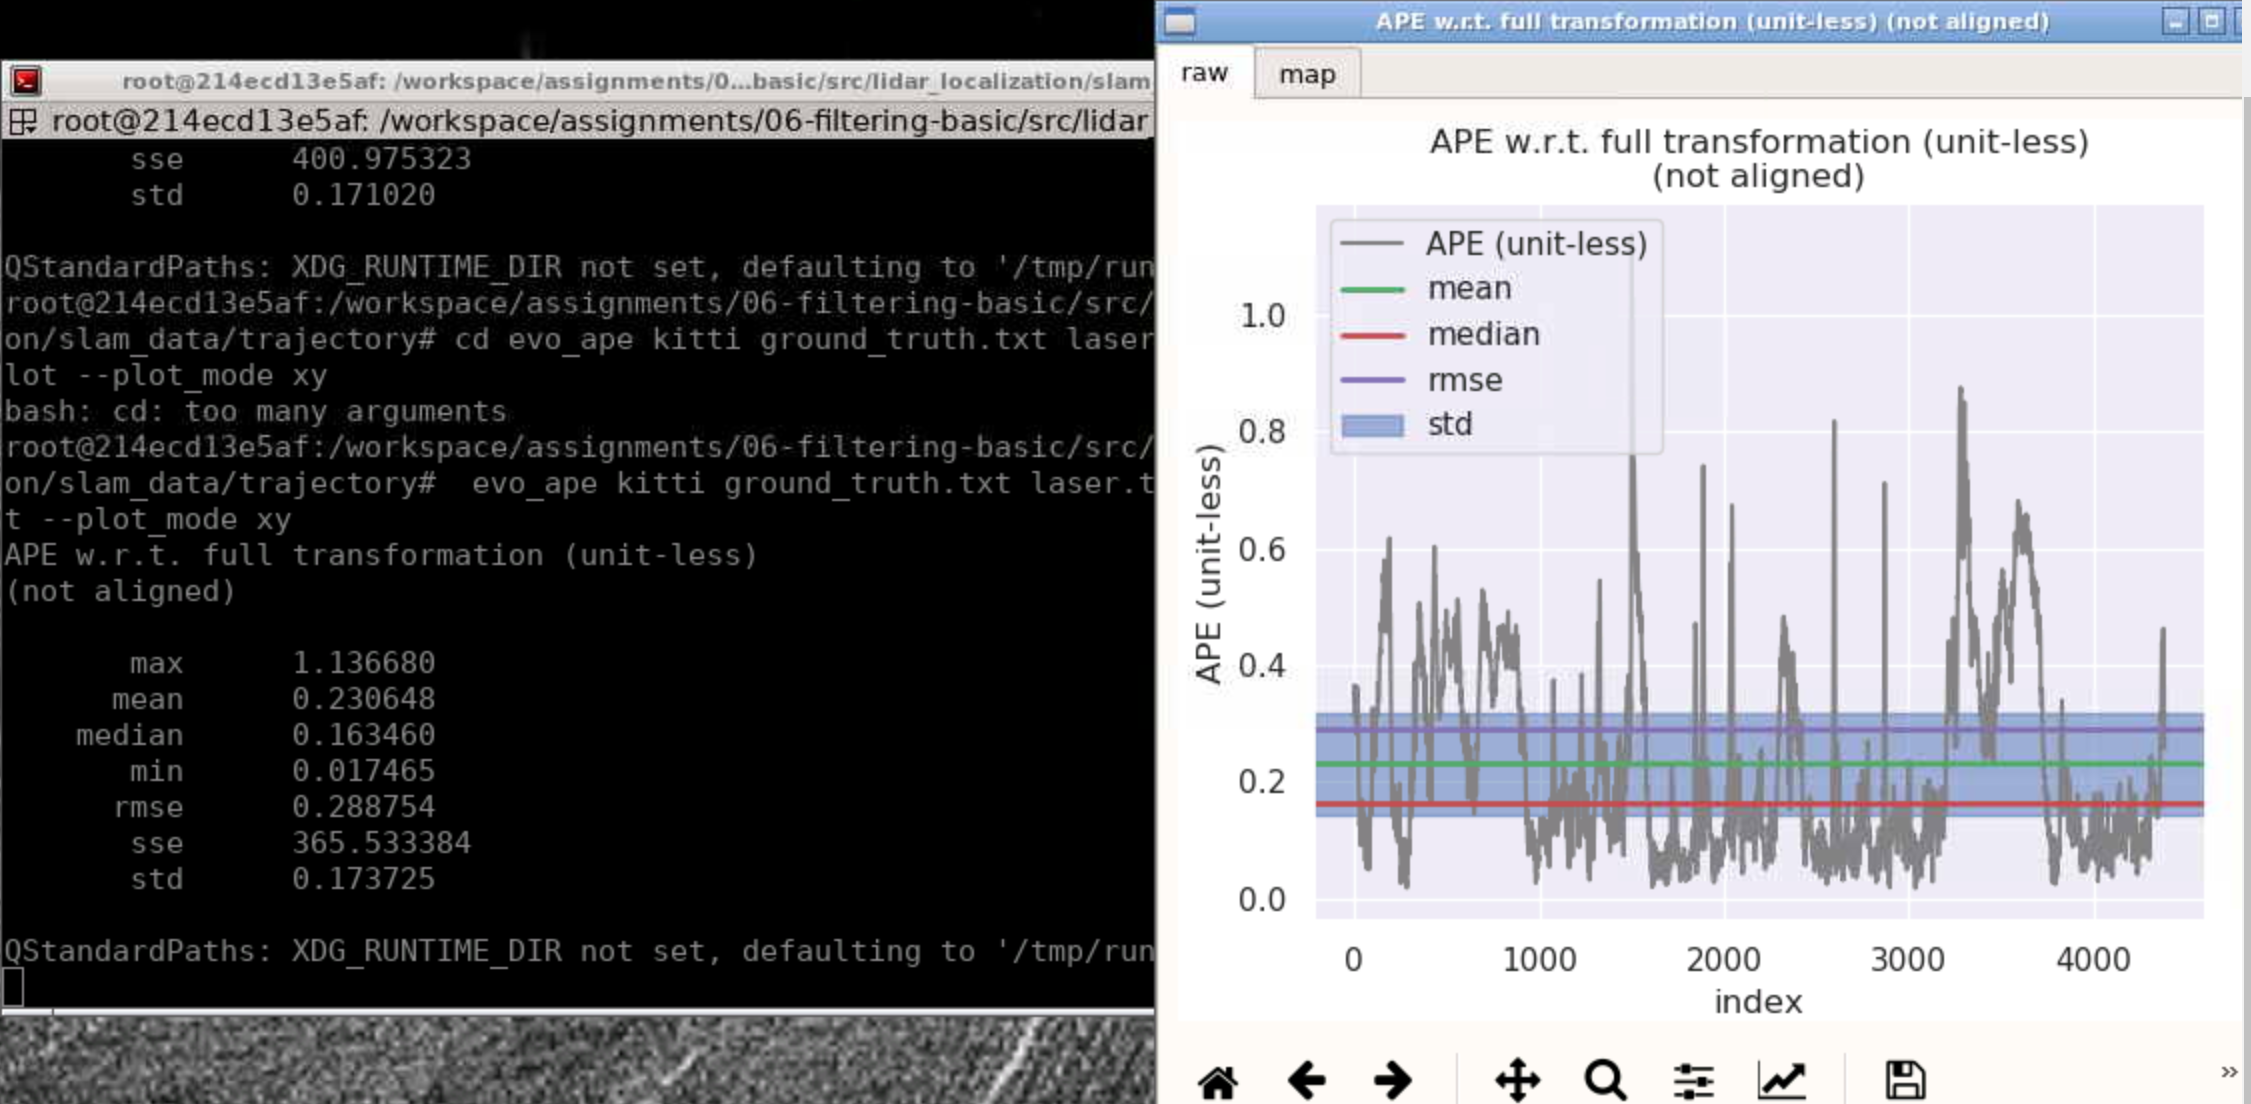 root@214ecd13e5af: /workspace/assignments/0...basic/src/lidar_localization/slam_
root@214ecd13e5af: /workspace/assignments/06-filtering-basic/src/lidar
sse 400.975323
std 0.171020
QStandardPaths: XDG_RUNTIME_DIR not set, defaulting to '/tmp/run
root@214ecd13e5af:/workspace/assignments/06-filtering-basic/src/
on/slam_data/trajectory# cd evo_ape kitti ground_truth.txt laser
lot --plot_mode xy
bash: cd: too many arguments
root@214ecd13e5af:/workspace/assignments/06-filtering-basic/src/
on/slam_data/trajectory#  evo_ape kitti ground_truth.txt laser.t
t --plot_mode xy
APE w.r.t. full transformation (unit-less)
(not aligned)
max 1.136680
mean 0.230648
median 0.163460
min 0.017465
rmse 0.288754
sse 365.533384
std 0.173725
QStandardPaths: XDG_RUNTIME_DIR not set, defaulting to '/tmp/run
APE w.r.t. full transformation (unit-less) (not aligned)
raw map
APE w.r.t. full transformation (unit-less)
(not aligned)
APE (unit-less)
mean
median
rmse
std
APE (unit-less)
1.0
0.8
0.6
0.4
0.2
0.0
0 1000 2000 3000 4000
index